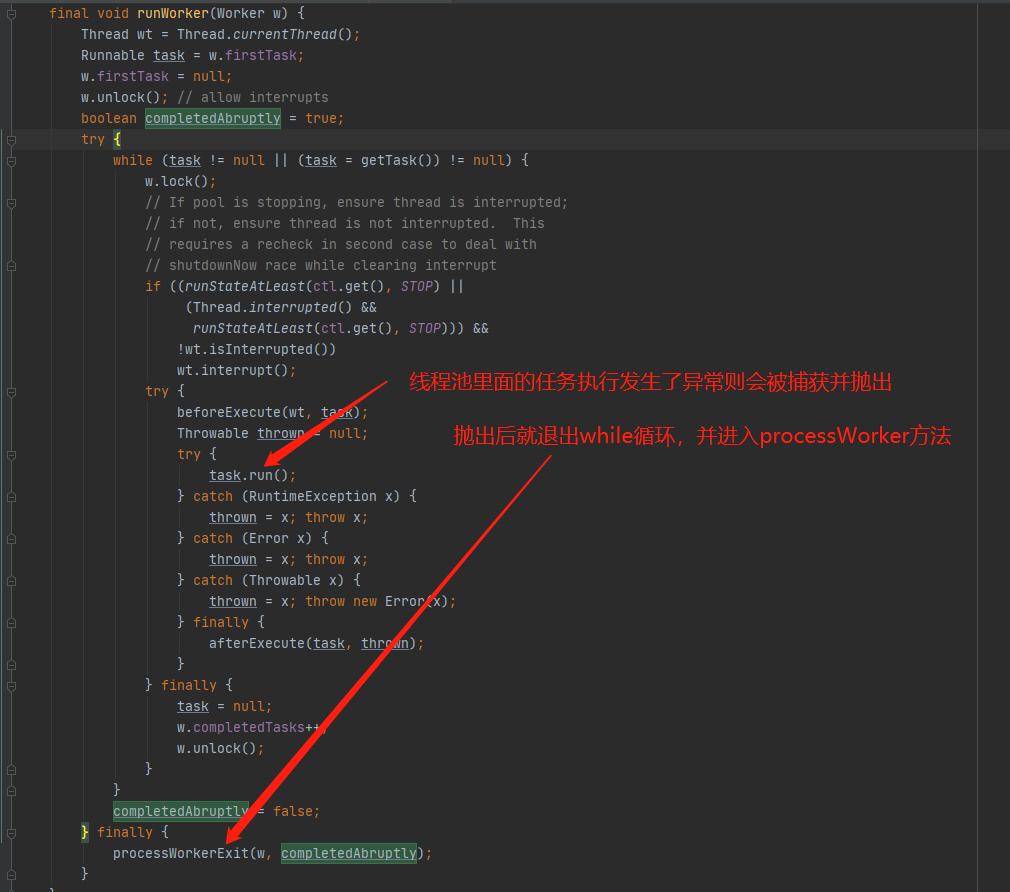 final void runWorker(Worker w) {
Thread wt = Thread.currentThread();
Runnable task = w.firstTask;
w.firstTask = null;
w.unlock(); // allow interrupts
boolean completedAbruptly = true;
try {
while (task != null || (task = getTask()) != null) {
w.lock();
// If pool is stopping, ensure thread is interrupted;
// if not, ensure thread is not interrupted.  This
// requires a recheck in second case to deal with
// shutdownNow race while clearing interrupt
if ((runStateAtLeast(ctl.get(), STOP) ||
(Thread.interrupted() &&
runStateAtLeast(ctl.get(), STOP))) &&
!wt.isInterrupted())
wt.interrupt();
线程池里面的任务执行发生了异常则会被捕获并抛出
try {
beforeExecute(wt, task);
Throwable thrown = null;
抛出后就退出while循环，并进入processWorker方法
try {
task.run();
} catch (RuntimeException x) {
thrown = x; throw x;
} catch (Error x) {
thrown = x; throw x;
} catch (Throwable x) {
thrown = x; throw new Error(x);
} finally {
afterExecute(task, thrown);
}
} finally {
task = null;
w.completedTasks++;
w.unlock();
}
}
completedAbruptly = false;
} finally {
processWorkerExit(w, completedAbruptly);
}